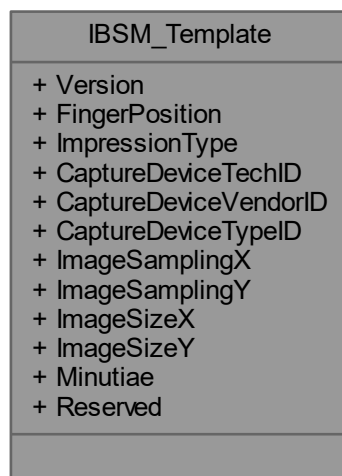 IBSM_Template
+ Version
+ FingerPosition
+ ImpressionType
+ CaptureDeviceTechID
+ CaptureDeviceVendorID
+ CaptureDeviceTypeID
+ ImageSamplingX
+ ImageSamplingY
+ ImageSizeX
+ ImageSizeY
+ Minutiae
+ Reserved